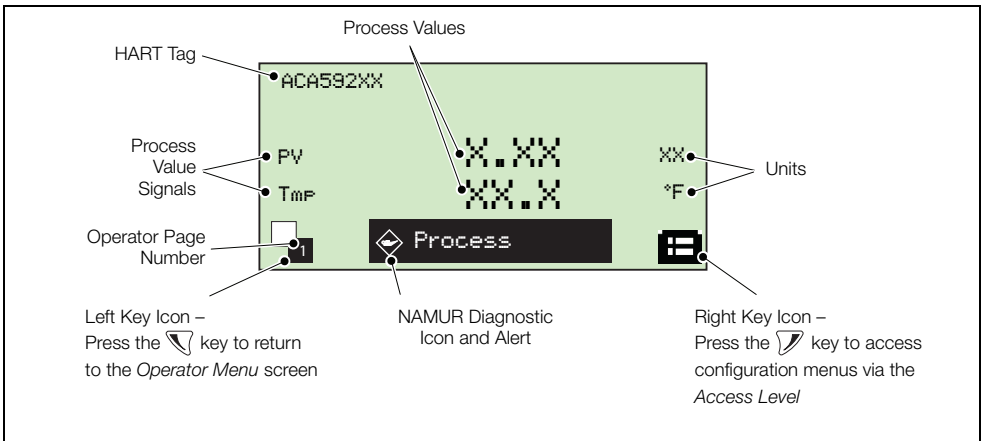 Process Values
HART Tag
ACA592XX
Process
Value
Signals
PV
X.XX
XX
Tmp
XX.X
°F
Units
Operator Page
Number
1
Process
Left Key Icon –
Press the key to return
to the Operator Menu screen
NAMUR Diagnostic
Icon and Alert
Right Key Icon –
Press the key to access
configuration menus via the
Access Level